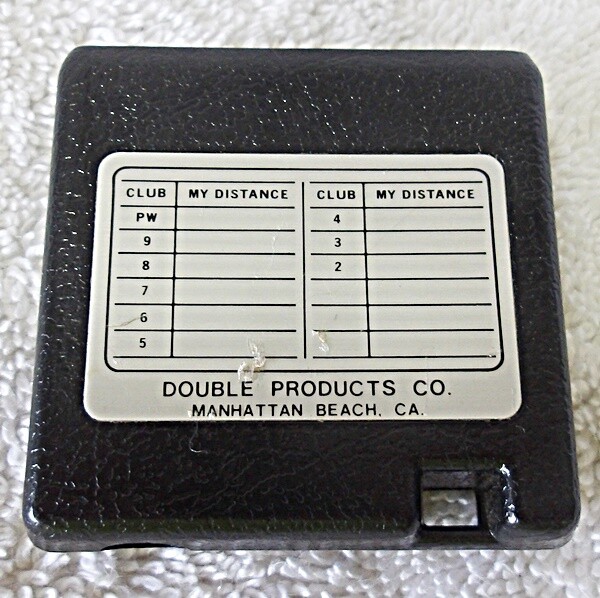 CLUB MY DISTANCE CLUB MY DISTANCE
PW 4
9 3
8 2
7
6
5
DOUBLE PRODUCTS CO.
MANHATTAN BEACH, CA.